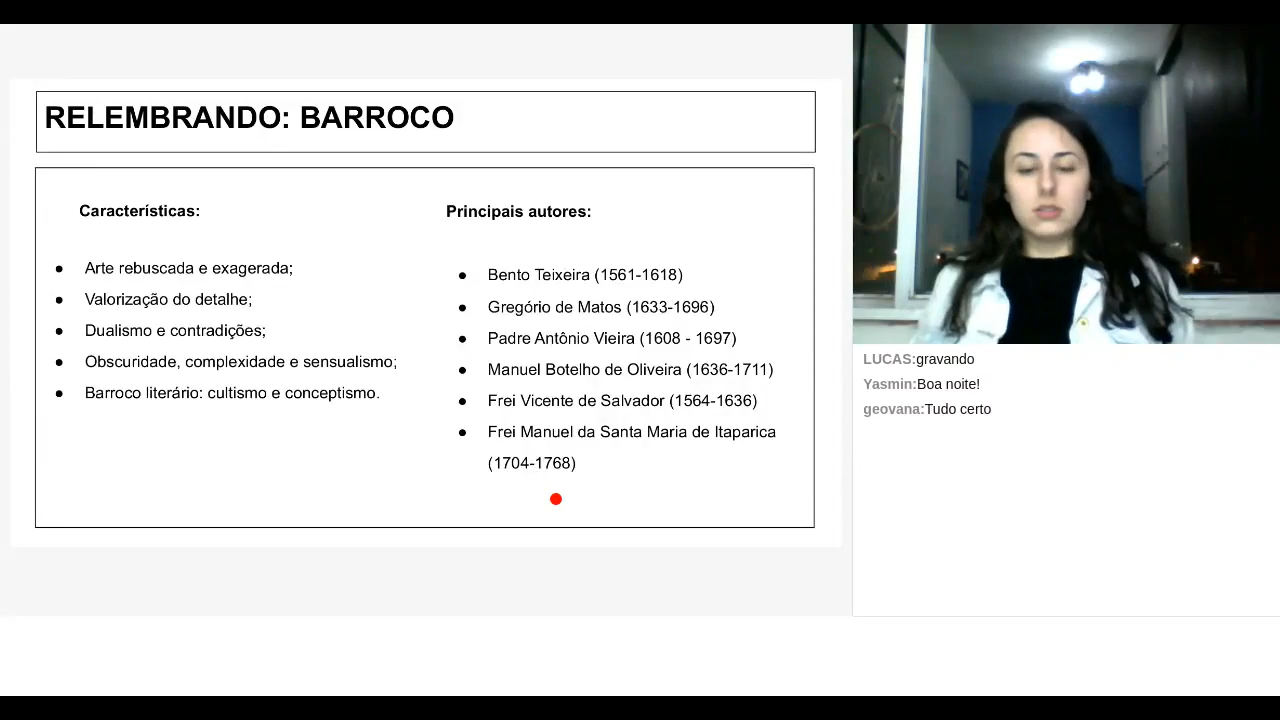 RELEMBRANDO: BARROCO
Características:
Arte rebuscada e exagerada;
Valorização do detalhe;
Dualismo e contradições;
Obscuridade, complexidade e sensualismo;
Barroco literário: cultismo e conceptismo.
Principais autores:
Bento Teixeira (1561-1618)
Gregório de Matos (1633-1696)
Padre Antônio Vieira (1608 - 1697)
Manuel Botelho de Oliveira (1636-1711)
Frei Vicente de Salvador (1564-1636)
Frei Manuel da Santa Maria de Itaparica
(1704-1768)
LUCAS:gravando
Yasmin:Boa noite!
geovana:Tudo certo